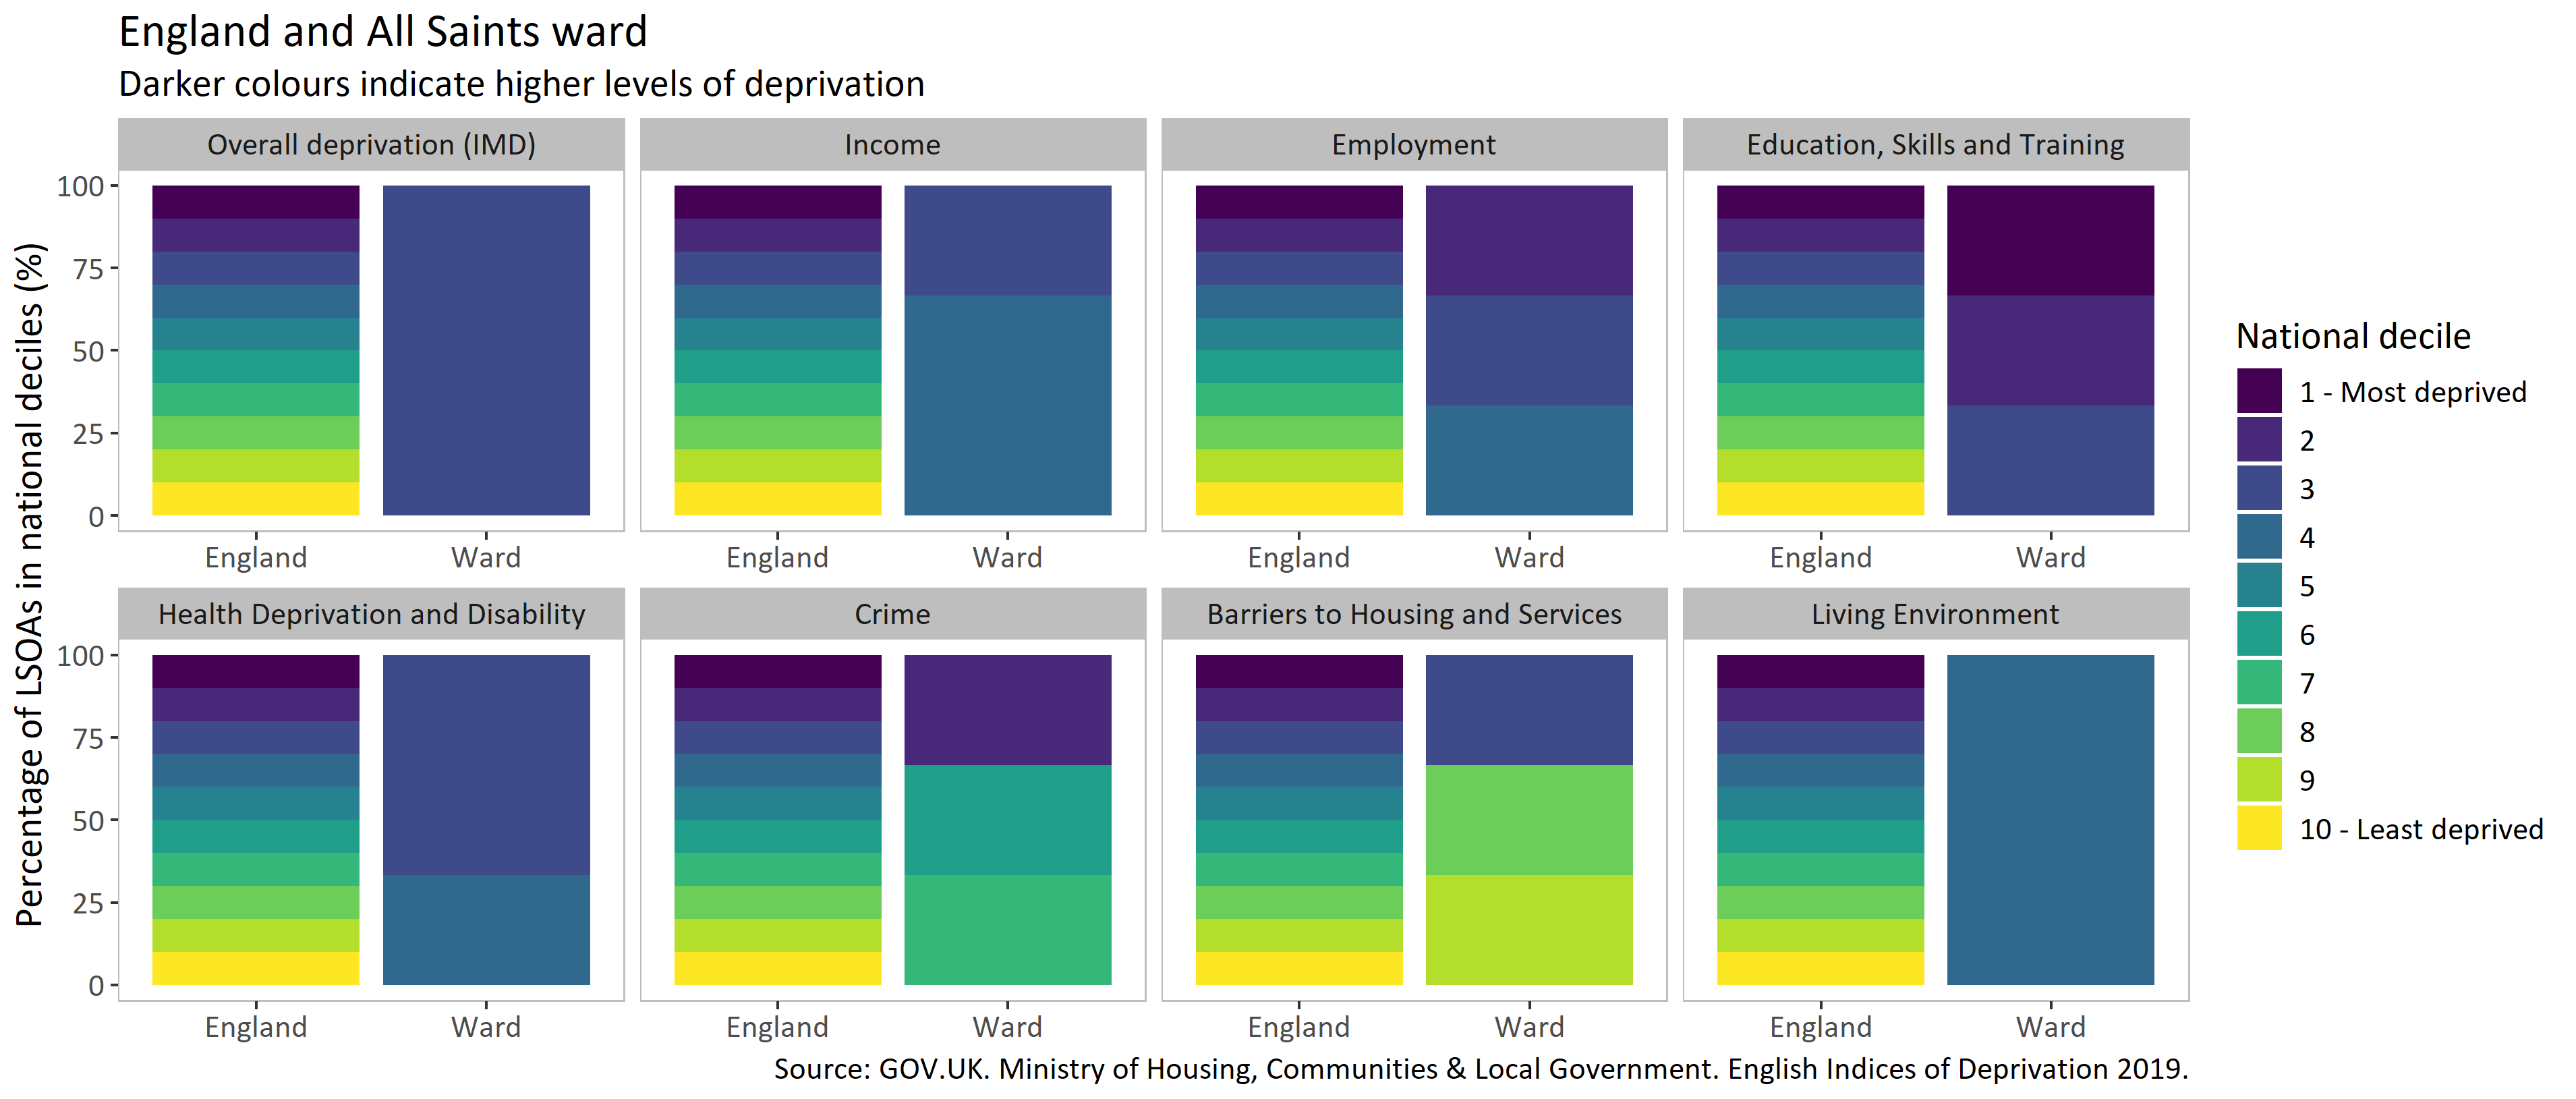 England and All Saints ward
Darker colours indicate higher levels of deprivation
Percentage of LSOAs in national deciles (%)
Overall deprivation (IMD)
Income
Employment
Education, Skills and Training
100
75
50
25
0
England Ward
England Ward
England Ward
England Ward
Health Deprivation and Disability
Crime
Barriers to Housing and Services
Living Environment
100
75
50
25
0
England Ward
England Ward
England Ward
England Ward
National decile
1 - Most deprived
2
3
4
5
6
7
8
9
10 - Least deprived
Source: GOV.UK. Ministry of Housing, Communities & Local Government. English Indices of Deprivation 2019.